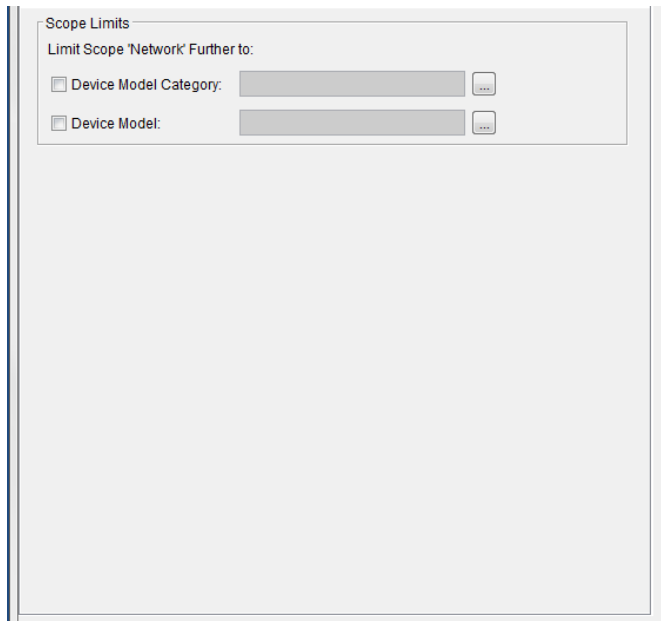 Scope Limits
Limit Scope 'Network' Further to:
Device Model Category: ...
Device Model: ...